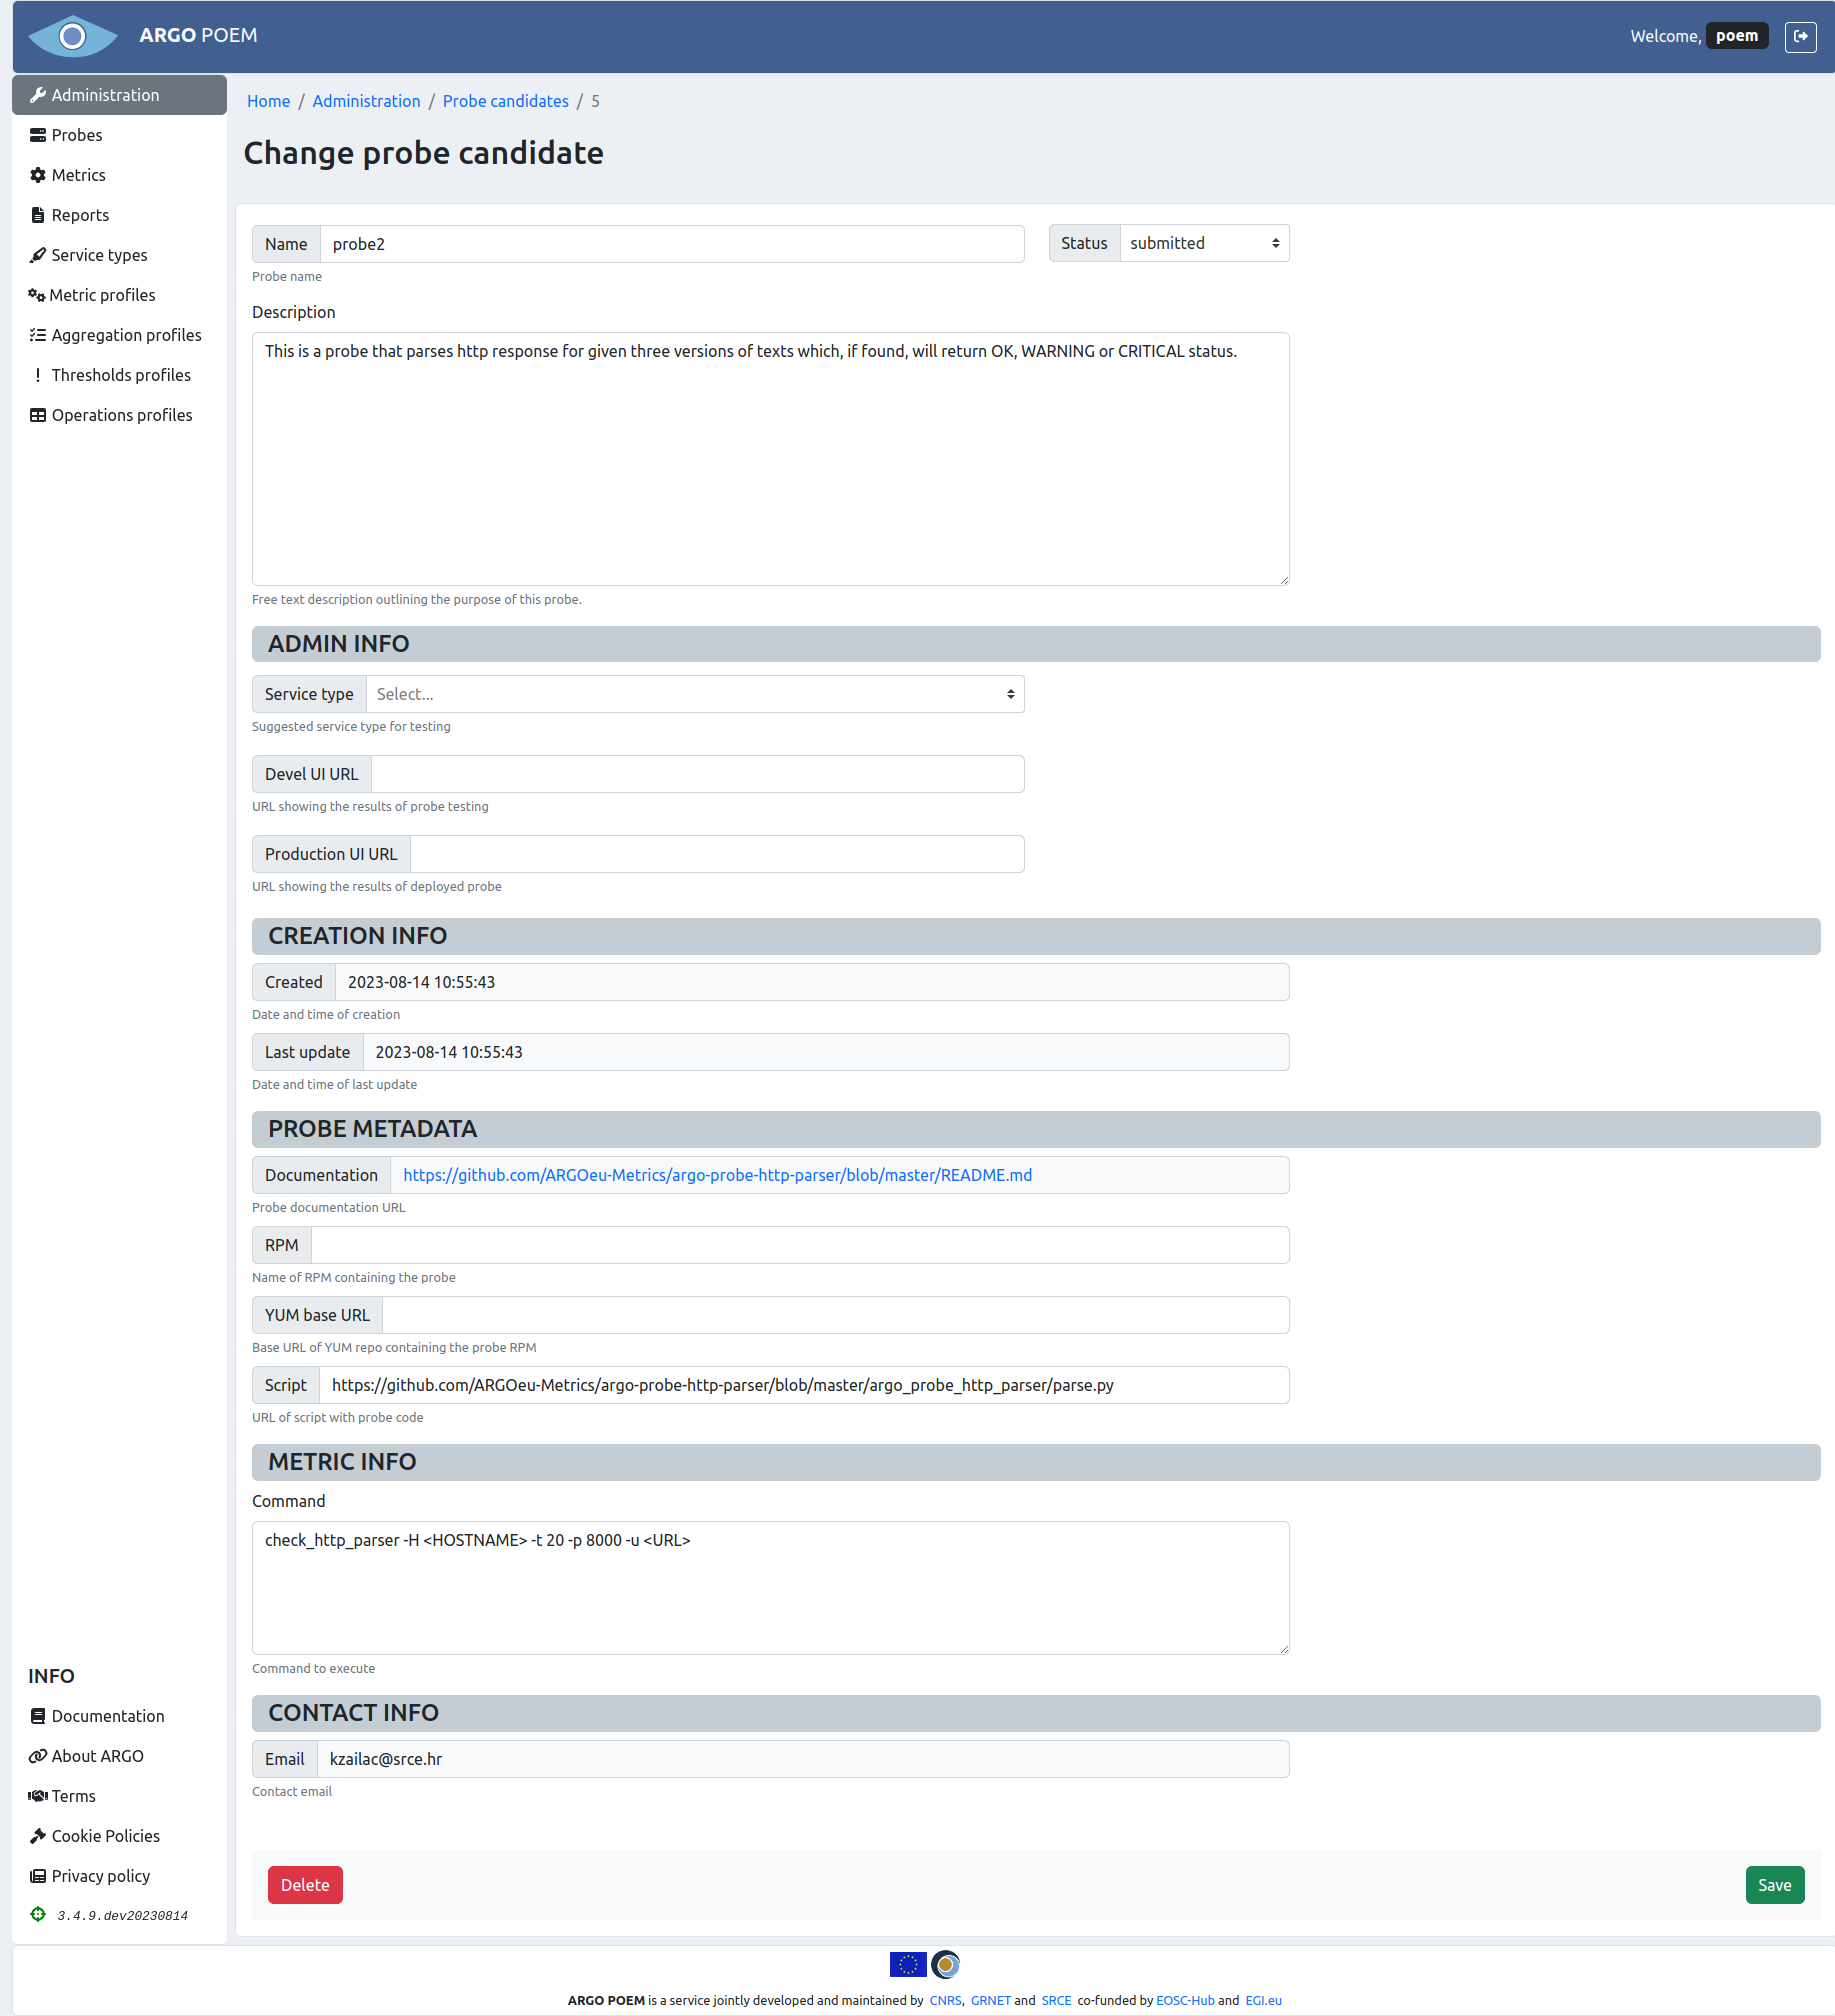 ARGO POEM
Welcome, poem
Administration
Probes
Metrics
Reports
Service types
Metric profiles
Aggregation profiles
Thresholds profiles
Operations profiles
Home / Administration / Probe candidates / 5
Change probe candidate
Name probe2
Status submitted
Probe name
Description
This is a probe that parses http response for given three versions of texts which, if found, will return OK, WARNING or CRITICAL status.
Free text description outlining the purpose of this probe.
ADMIN INFO
Service type Select...
Suggested service type for testing
Devel UI URL
URL showing the results of probe testing
Production UI URL
URL showing the results of deployed probe
CREATION INFO
Created 2023-08-14 10:55:43
Date and time of creation
Last update 2023-08-14 10:55:43
Date and time of last update
PROBE METADATA
Documentation https://github.com/ARGOeu-Metrics/argo-probe-http-parser/blob/master/README.md
Probe documentation URL
RPM
Name of RPM containing the probe
YUM base URL
Base URL of YUM repo containing the probe RPM
Script https://github.com/ARGOeu-Metrics/argo-probe-http-parser/blob/master/argo_probe_http_parser/parse.py
URL of script with probe code
METRIC INFO
Command
check_http_parser -H <HOSTNAME> -t 20 -p 8000 -u <URL>
Command to execute
CONTACT INFO
Email kzailac@srce.hr
Contact email
Delete
Save
INFO
Documentation
About ARGO
Terms
Cookie Policies
Privacy policy
3.4.9.dev20230814
ARGO POEM is a service jointly developed and maintained by CNRS, GRNET and SRCE co-funded by EOSC-Hub and EGI.eu